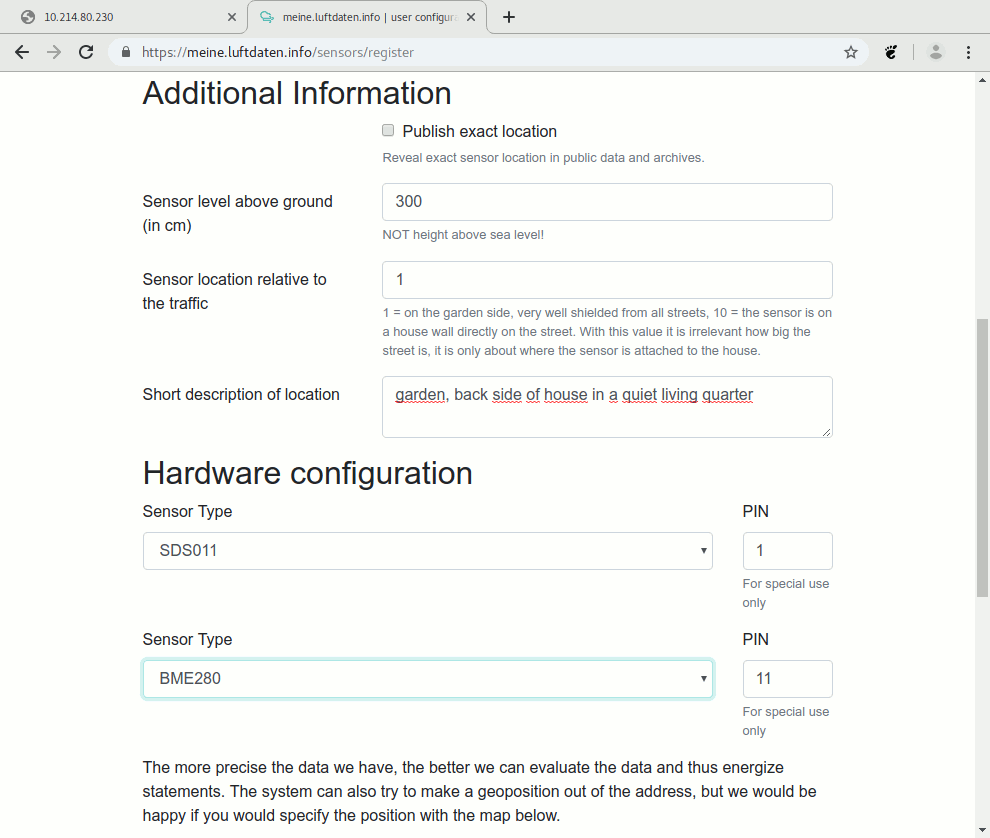 10.214.80.230
meine.luftdaten.info | user configura
https://meine.luftdaten.info/sensors/register
Additional Information
Publish exact location
Reveal exact sensor location in public data and archives.
Sensor level above ground
(in cm)
300
NOT height above sea level!
Sensor location relative to
the traffic
1
1 = on the garden side, very well shielded from all streets, 10 = the sensor is on
a house wall directly on the street. With this value it is irrelevant how big the
street is, it is only about where the sensor is attached to the house.
Short description of location
garden, back side of house in a quiet living quarter
Hardware configuration
Sensor Type
PIN
SDS011
1
For special use
only
Sensor Type
PIN
BME280
11
For special use
only
The more precise the data we have, the better we can evaluate the data and thus energize
statements. The system can also try to make a geoposition out of the address, but we would be
happy if you would specify the position with the map below.